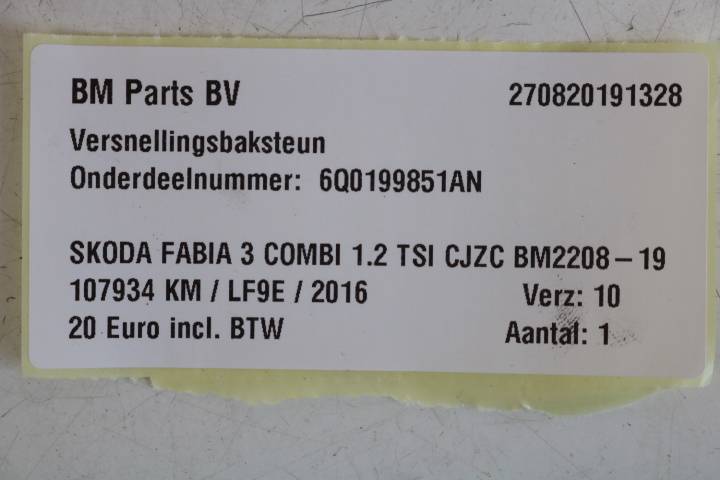 BM Parts BV 270820191328
Versnellingsbaksteun
Onderdeelnummer: 6Q0199851AN
SKODA FABIA 3 COMBI 1.2 TSI CJZC BM2208-19
107934 KM / LF9E / 2016 Verz: 10
20 Euro incl. BTW Aantal: 1